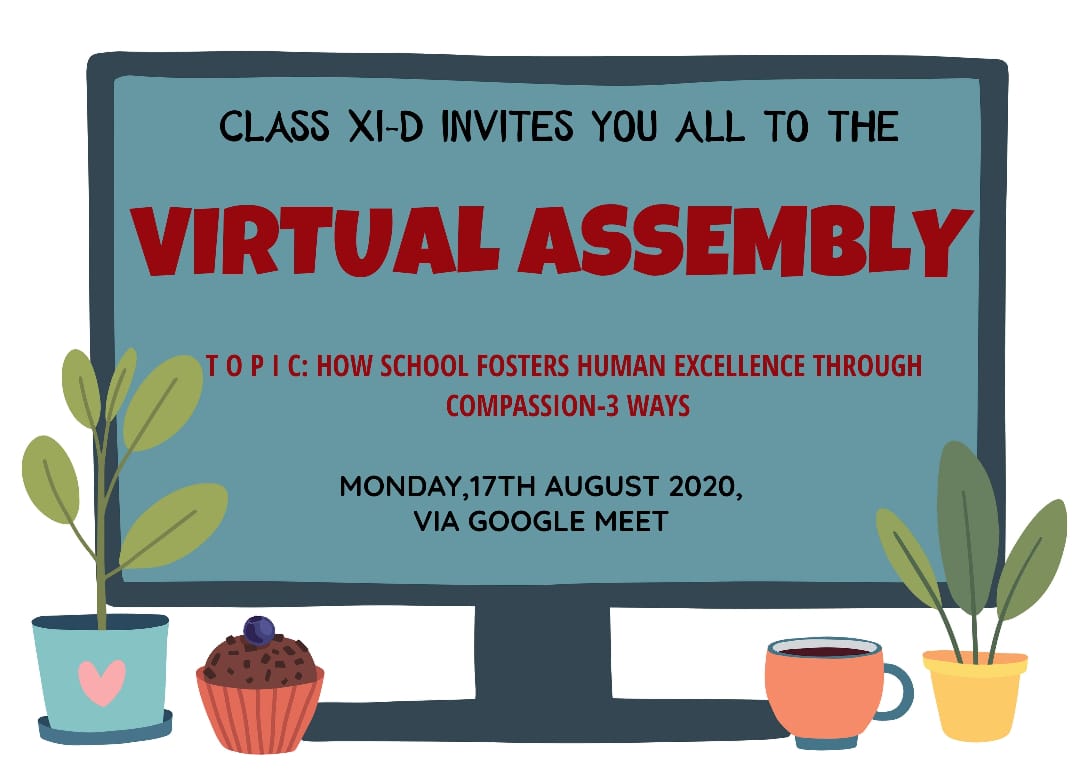 CLASS XI-D INVITES YOU ALL TO THE
VIRTUAL ASSEMBLY
T O P I C: HOW SCHOOL FOSTERS HUMAN EXCELLENCE THROUGH
COMPASSION-3 WAYS
MONDAY,17TH AUGUST 2020,
VIA GOOGLE MEET